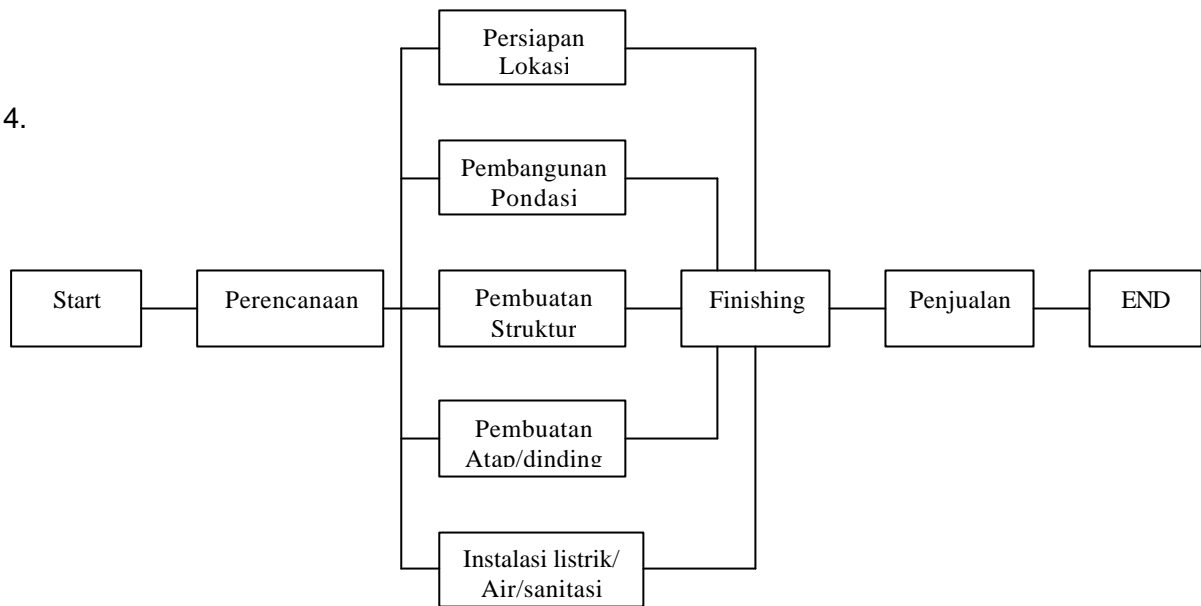 4.
Start
Perencanaan
Persiapan
Lokasi
Pembangunan
Pondasi
Pembuatan
Struktur
Pembuatan
Atap/dinding
Instalasi listrik/
Air/sanitasi
Finishing
Penjualan
END